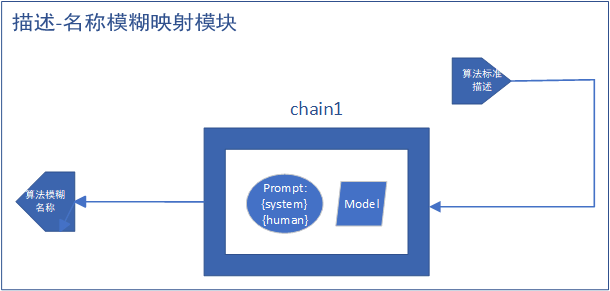 描述-名称模糊映射模块
算法标准
描述
chain1
算法模糊
名称
Prompt:
{system}
{human}
Model